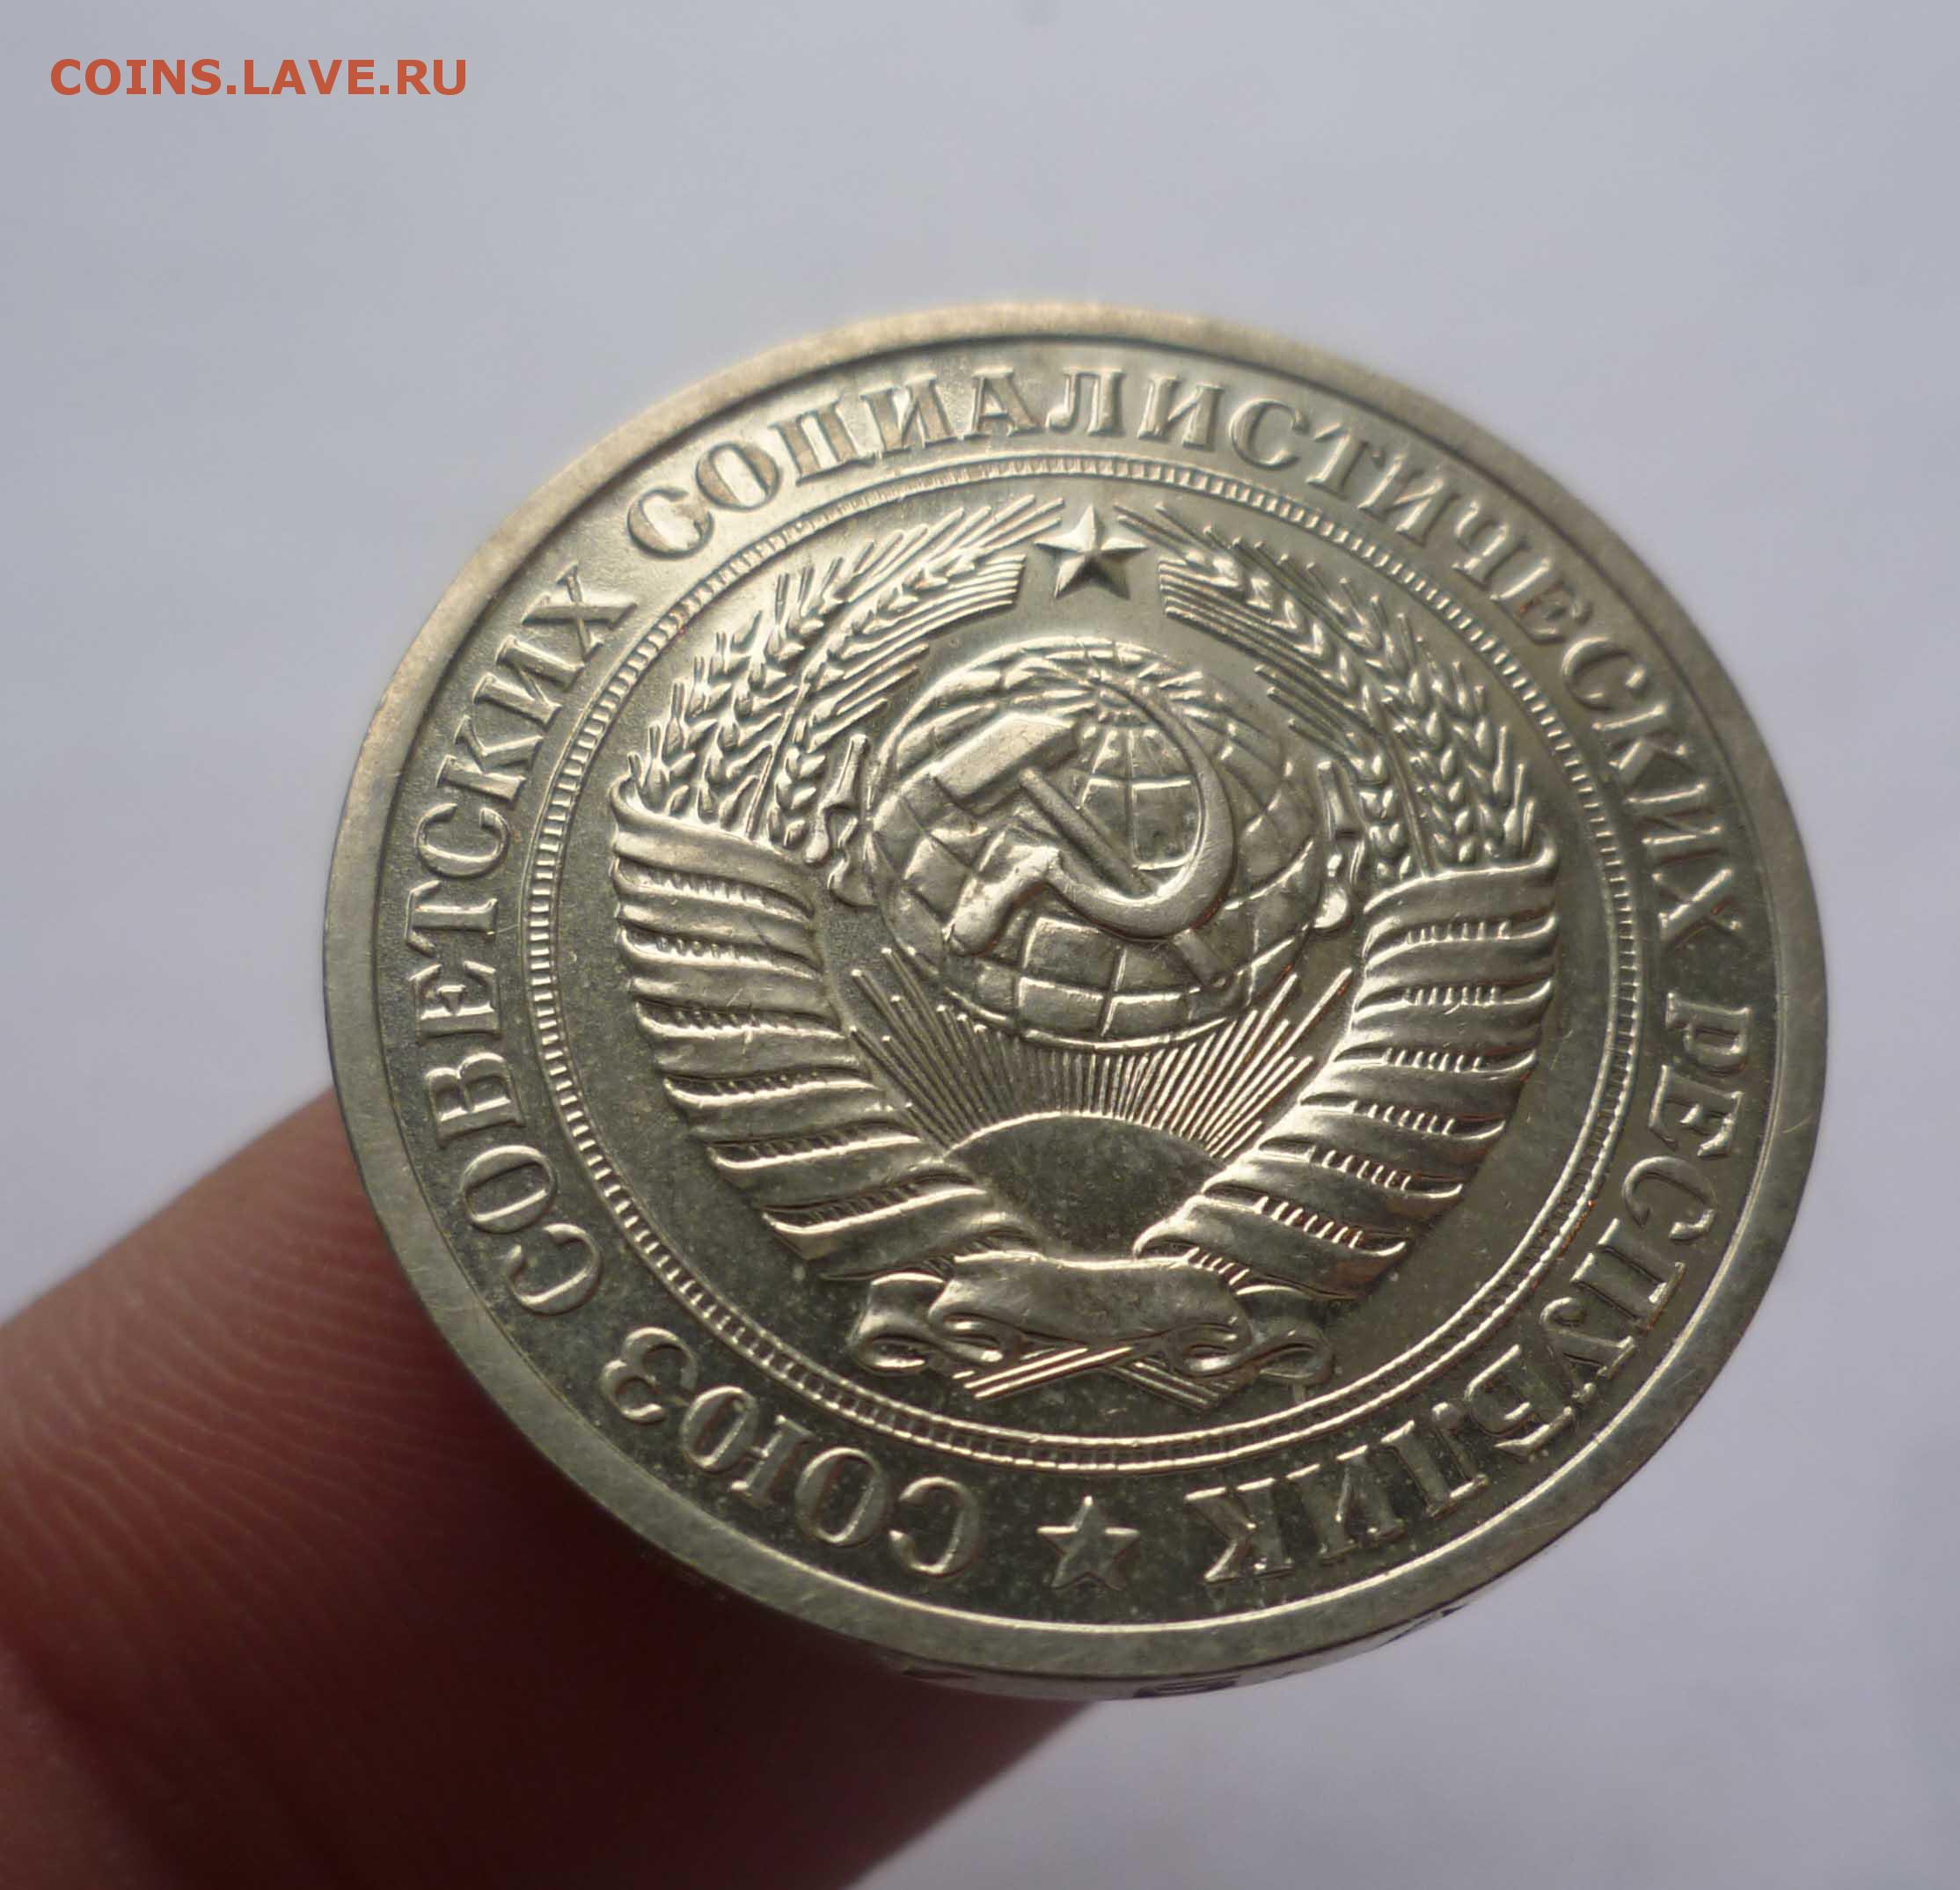 COINS.LAVE.RU
СОЮЗ СОВЕТСКИХ СОЦИАЛИСТИЧЕСКИХ РЕСПУБЛИК